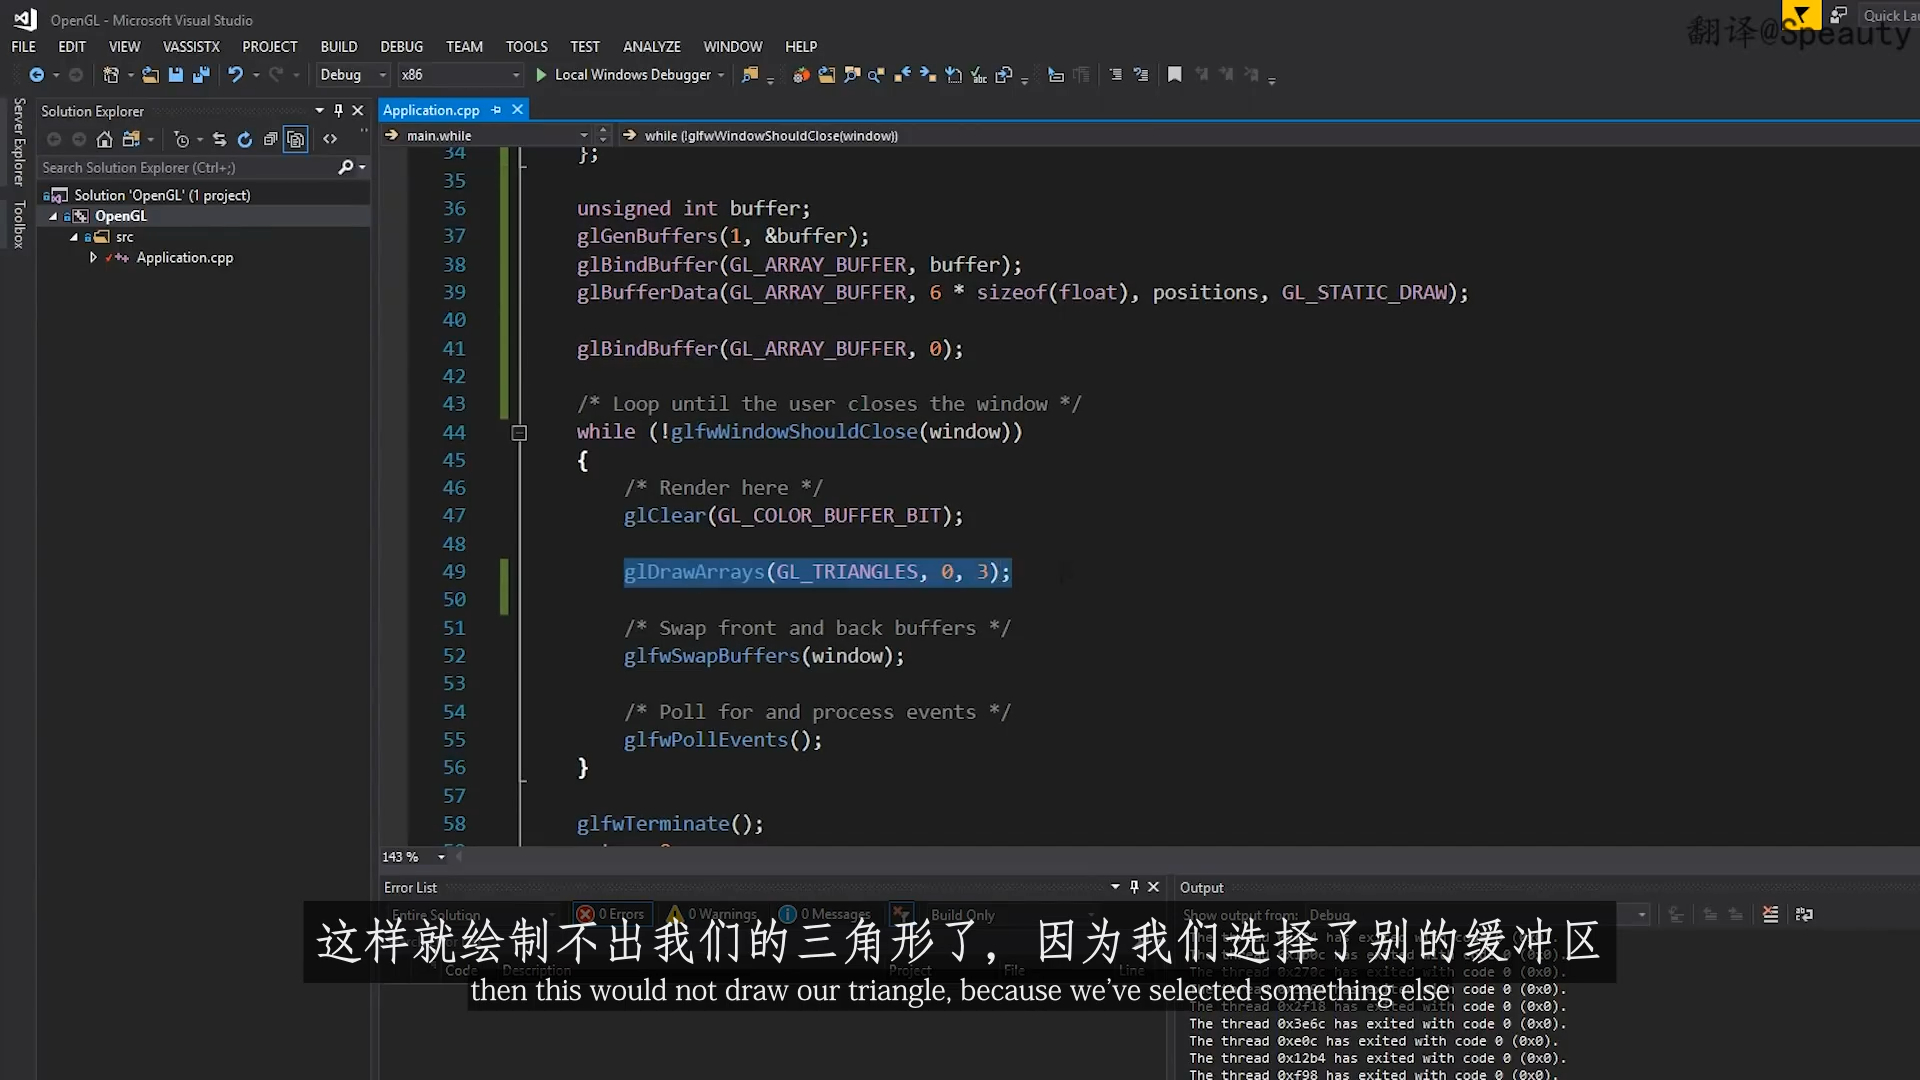 OpenGL - Microsoft Visual Studio
Quick Lau
翻译@Speauty
FILE EDIT VIEW VASSISTX PROJECT BUILD DEBUG TEAM TOOLS TEST ANALYZE WINDOW HELP
Debug x86 Local Windows Debugger
Server Explorer
Toolbox
Solution Explorer
Search Solution Explorer (Ctrl+;)
Solution 'OpenGL' (1 project)
OpenGL
src
Application.cpp
Application.cpp
main.while while (!glfwWindowShouldClose(window))
34 };
35
36 unsigned int buffer;
37 glGenBuffers(1, &buffer);
38 glBindBuffer(GL_ARRAY_BUFFER, buffer);
39 glBufferData(GL_ARRAY_BUFFER, 6 * sizeof(float), positions, GL_STATIC_DRAW);
40
41 glBindBuffer(GL_ARRAY_BUFFER, 0);
42
43 /* Loop until the user closes the window */
44 while (!glfwWindowShouldClose(window))
45 {
46 /* Render here */
47 glClear(GL_COLOR_BUFFER_BIT);
48
49 glDrawArrays(GL_TRIANGLES, 0, 3);
50
51 /* Swap front and back buffers */
52 glfwSwapBuffers(window);
53
54 /* Poll for and process events */
55 glfwPollEvents();
56 }
57
58 glfwTerminate();
143 %
Error List
Entire Solution 0 Errors 0 Warnings 0 Messages Build Only
Code Description Project File Line
Output
Show output from: Debug
这样就绘制不出我们的三角形了，因为我们选择了别的缓冲区
then this would not draw our triangle, because we've selected something else
The thread 0x2f18 has exited with code 0 (0x0).
The thread 0x3e6c has exited with code 0 (0x0).
The thread 0xe0c has exited with code 0 (0x0).
The thread 0x12b4 has exited with code 0 (0x0).
The thread 0xf98 has exited with code 0 (0x0).